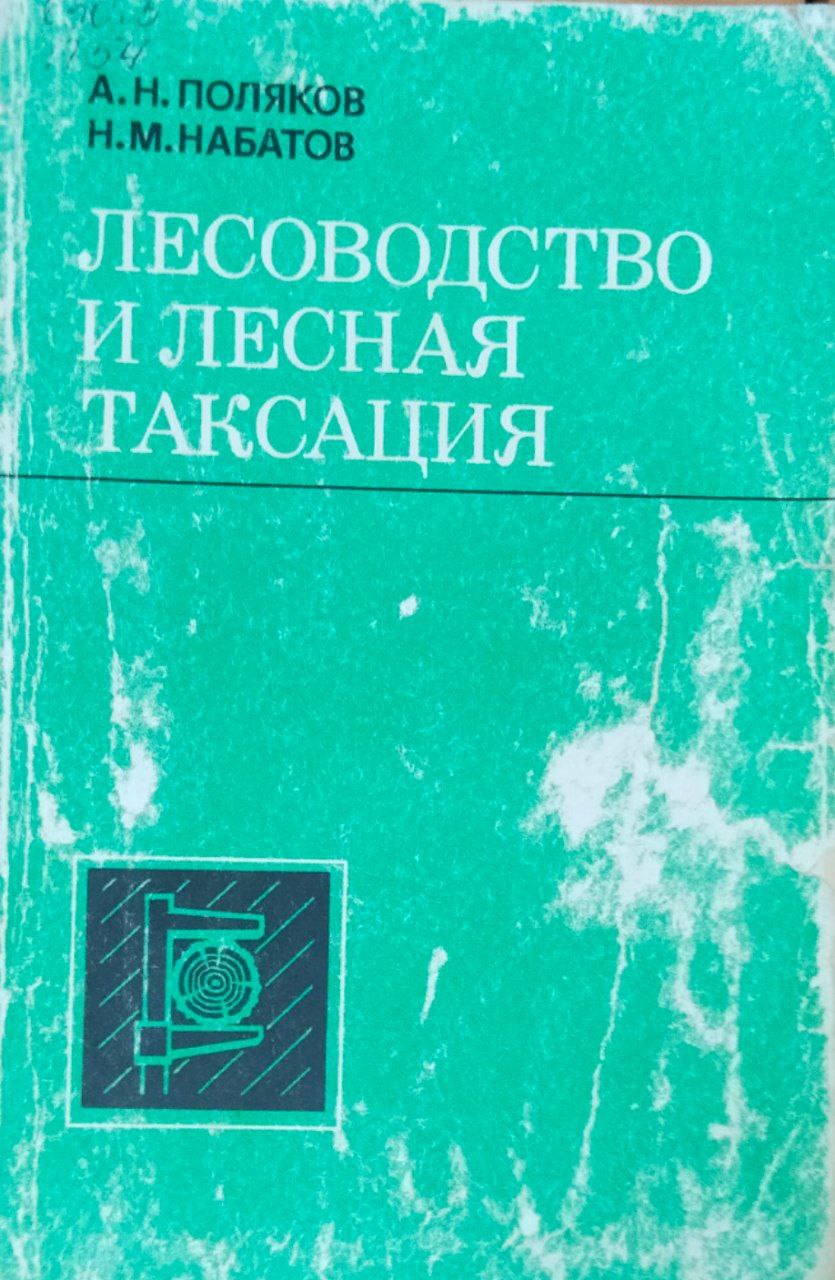 А. Н. ПОЛЯКОВ
Н. М. НАБАТОВ
ЛЕСОВОДСТВО
И ЛЕСНАЯ
ТАКСАЦИЯ